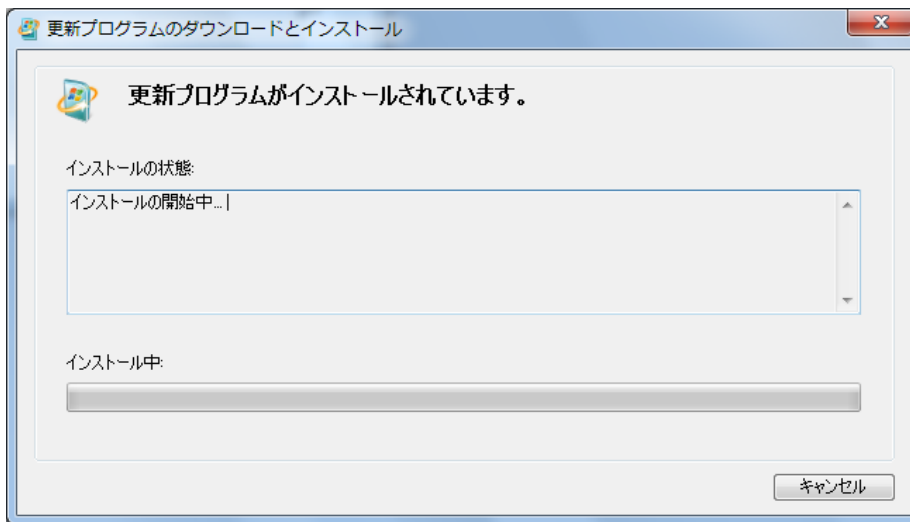 更新プログラムのダウンロードとインストール
更新プログラムがインストールされています。
インストールの状態:
インストールの開始中...
インストール中:
キャンセル